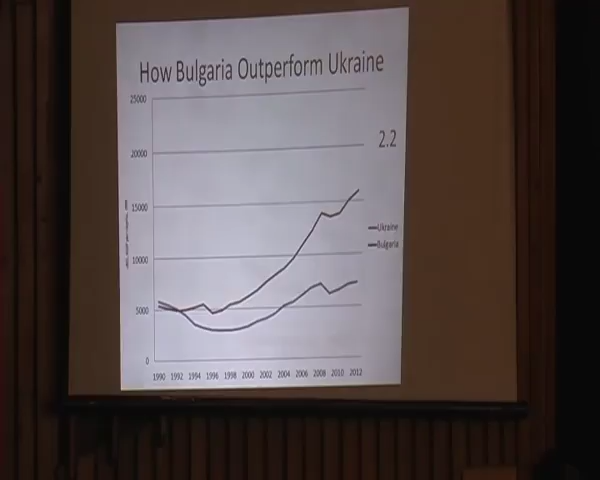 How Bulgaria Outperform Ukraine
25000
20000
15000
10000
5000
0
2.2
Ukraine
Bulgaria
1990 1992 1994 1996 1998 2000 2002 2004 2006 2008 2010 2012